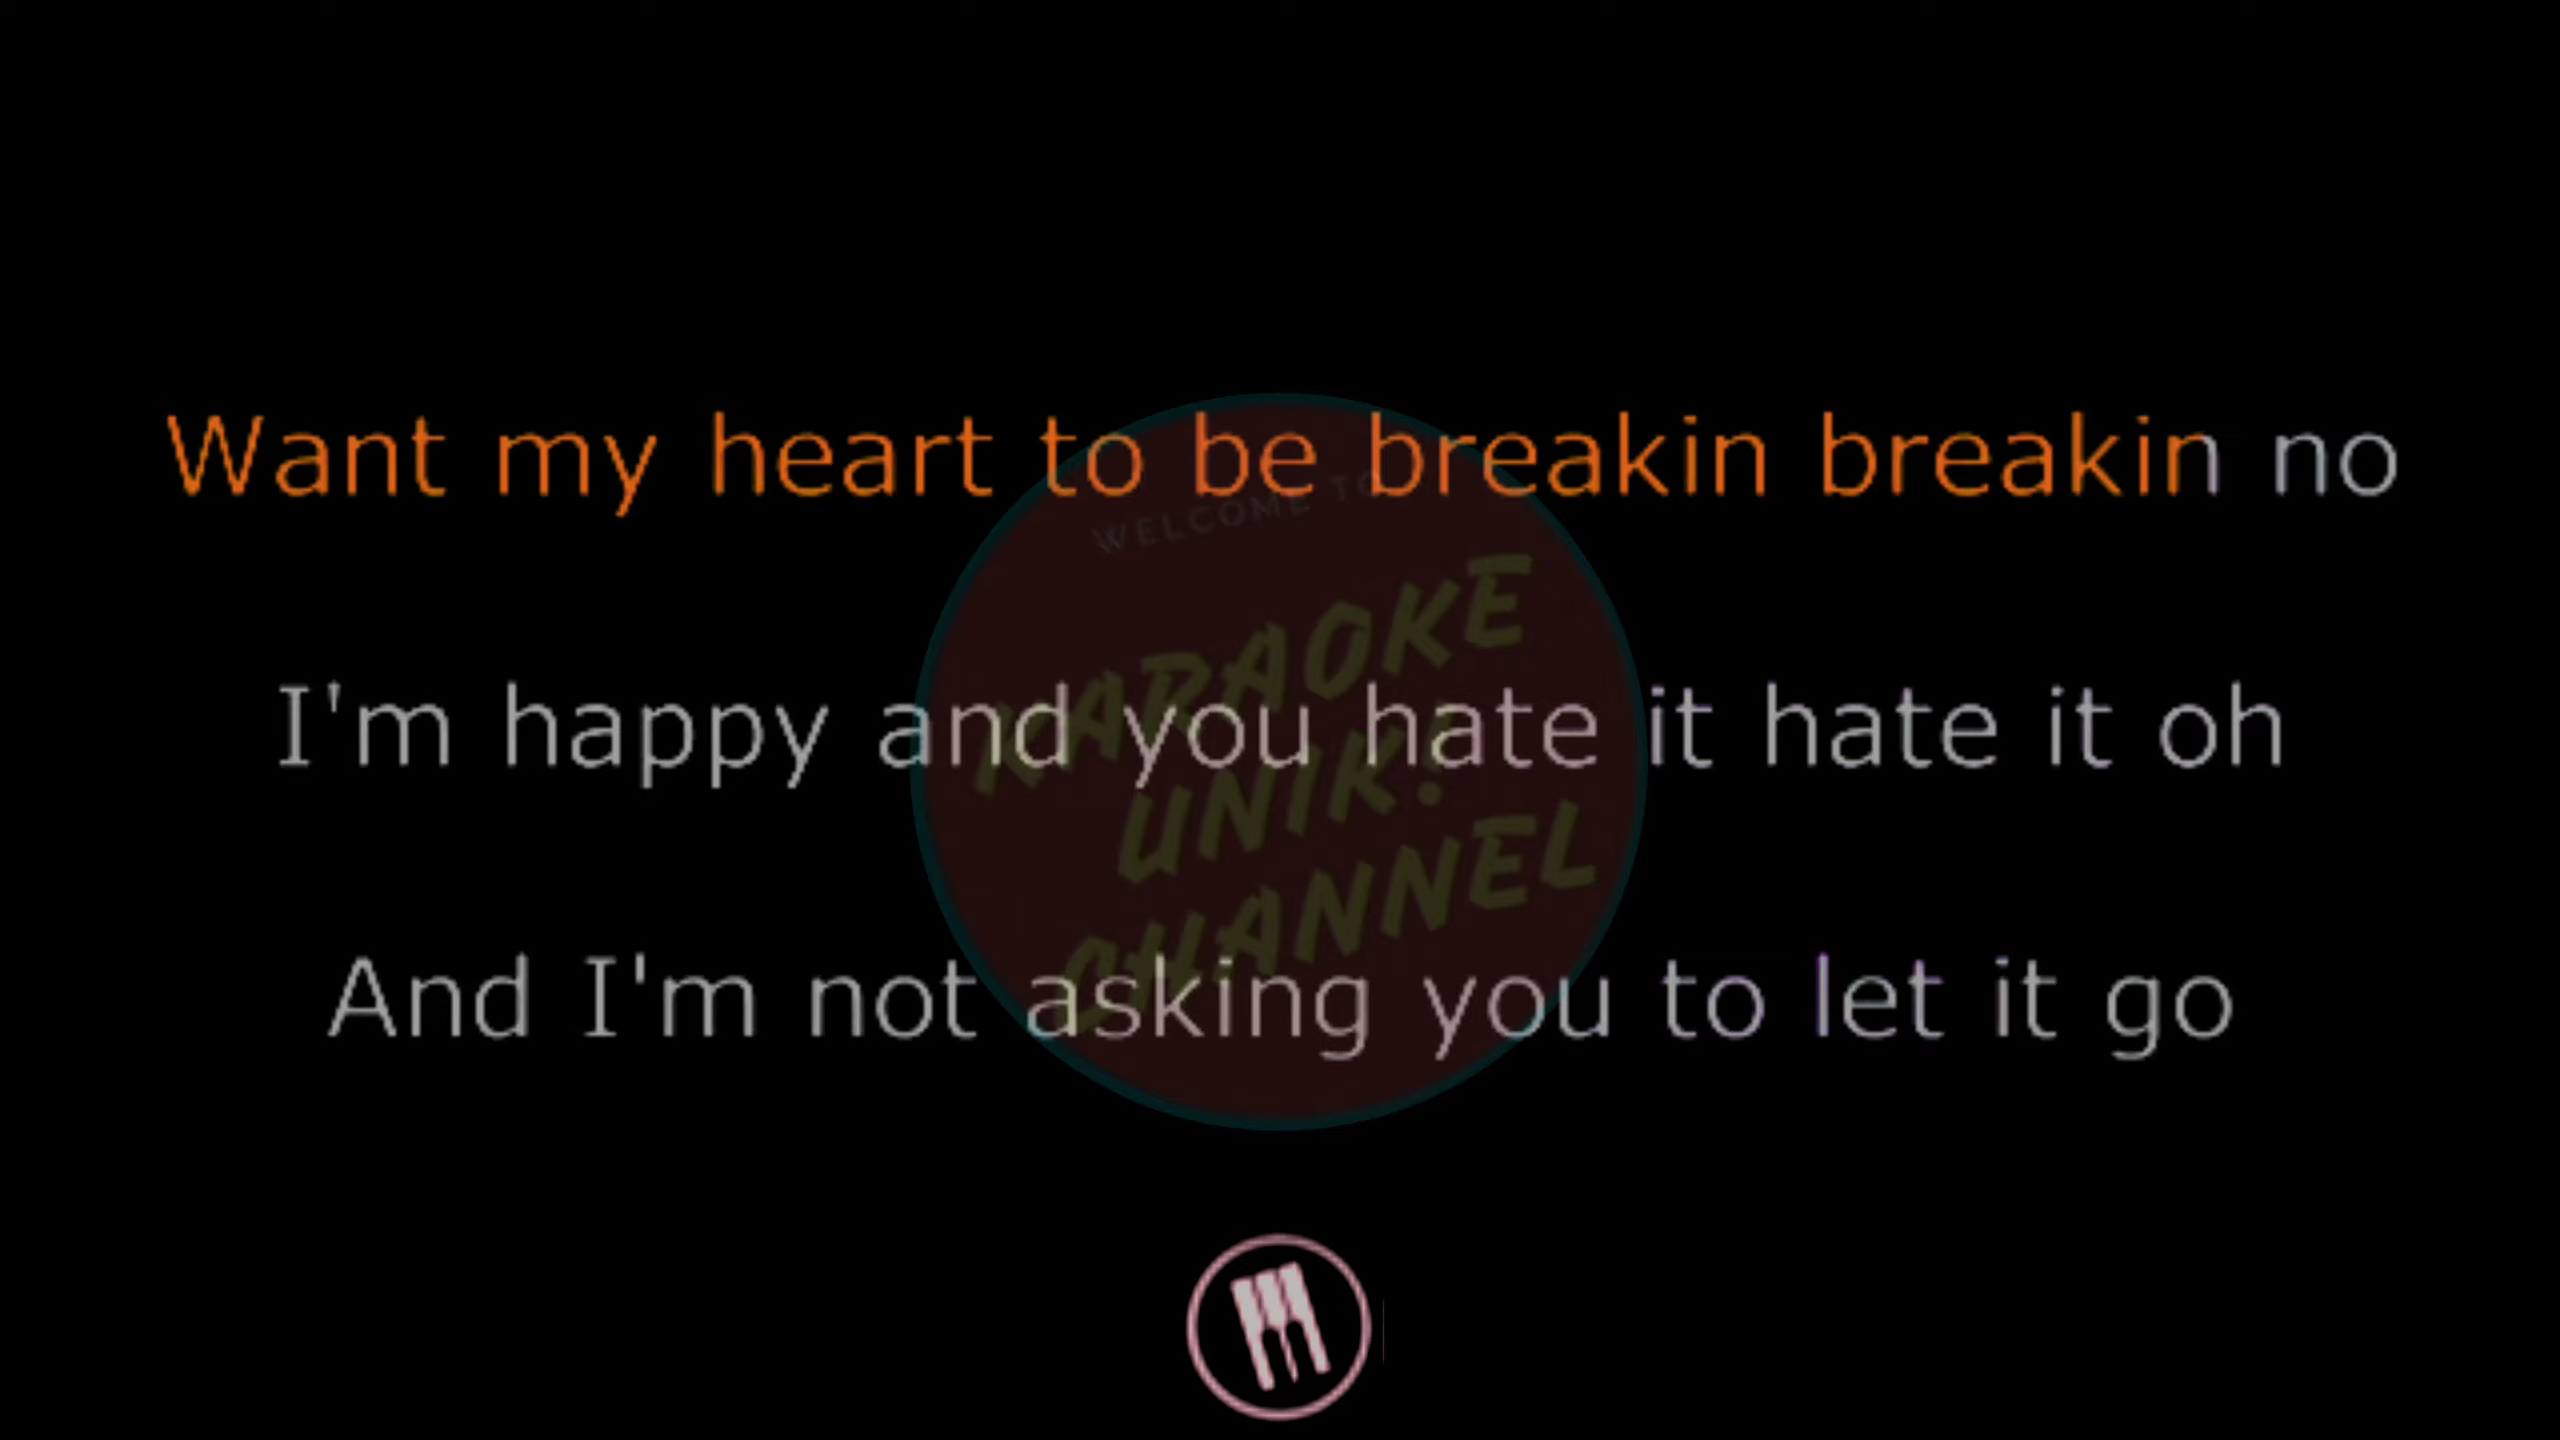 Want my heart to be breakin breakin no
WELCOME TO
KARAOKE
I'm happy and you hate it hate it oh
UNIK!
CHANNEL
And I'm not asking you to let it go